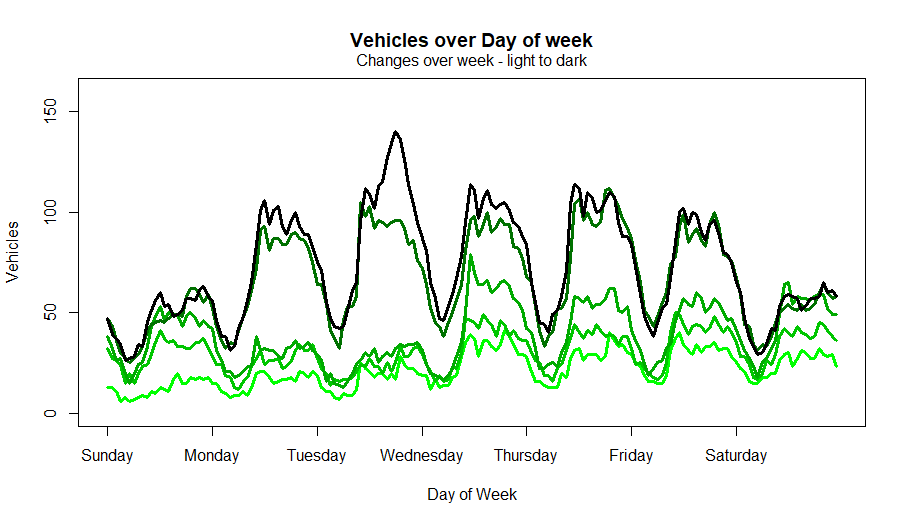 Vehicles over Day of week
Changes over week - light to dark
150
100
50
0
Vehicles
Sunday Monday Tuesday Wednesday Thursday Friday Saturday
Day of Week